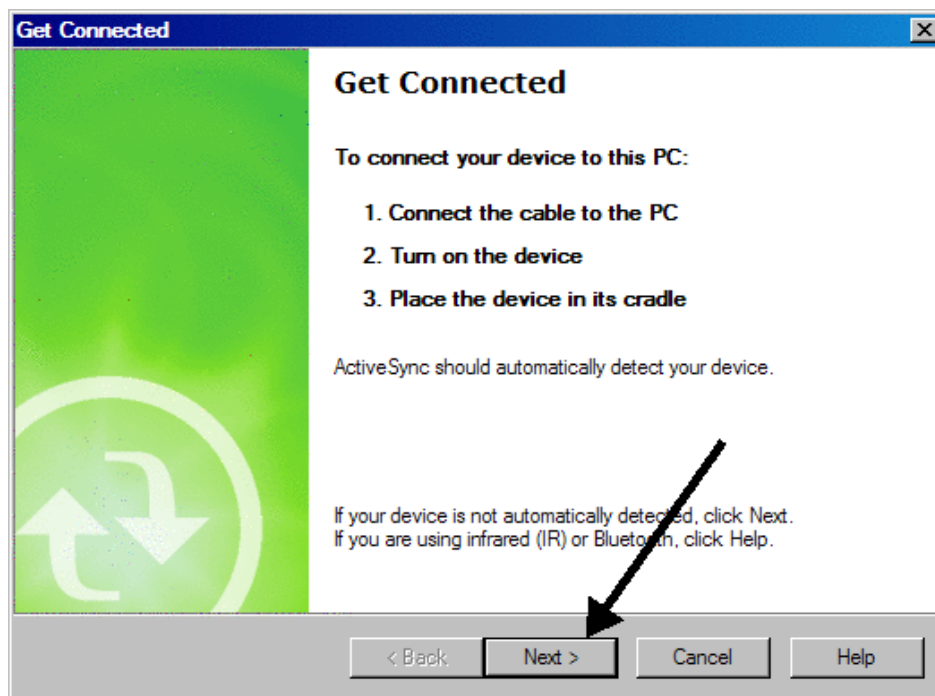 Get Connected
Get Connected
To connect your device to this PC:
1. Connect the cable to the PC
2. Turn on the device
3. Place the device in its cradle
ActiveSync should automatically detect your device.
If your device is not automatically detected, click Next.
If you are using infrared (IR) or Bluetooth, click Help.
< Back Next > Cancel Help